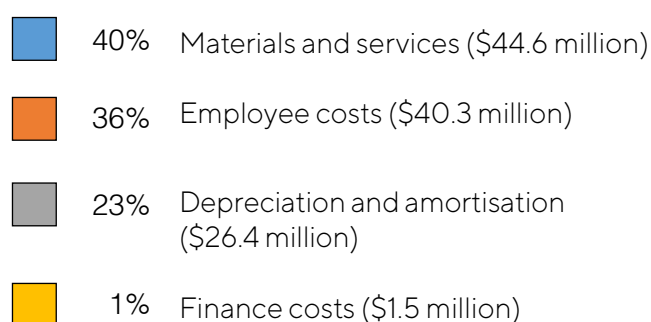 40% Materials and services ($44.6 million)
36% Employee costs ($40.3 million)
23% Depreciation and amortisation
($26.4 million)
1% Finance costs ($1.5 million)